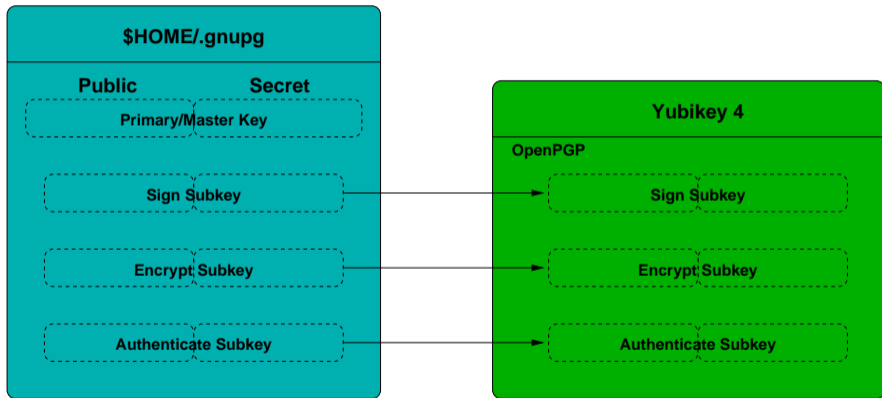 $HOME/.gnupg
Public Secret
Primary/Master Key
Sign Subkey
Encrypt Subkey
Authenticate Subkey
Yubikey 4
OpenPGP
Sign Subkey
Encrypt Subkey
Authenticate Subkey